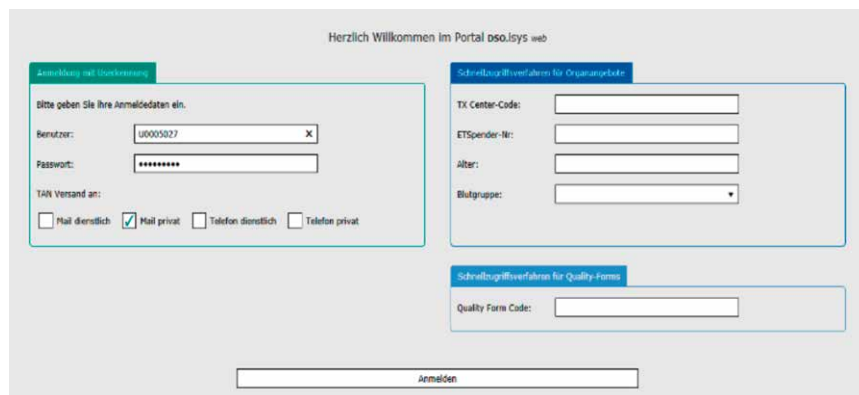 Herzlich Willkommen im Portal DSO.isys web
Anmeldung mit Userkennung
Bitte geben Sie ihre Anmeldedaten ein.
Benutzer: U0005027 x
Passwort: •••••••••
TAN Versand an:
Mail dienstlich ✓ Mail privat Telefon dienstlich Telefon privat
Schnellzugriffsverfahren für Organangebote
TX Center-Code:
ETSpender-Nr:
Alter:
Blutgruppe:
Schnellzugriffsverfahren für Quality-Forms
Quality Form Code:
Anmelden